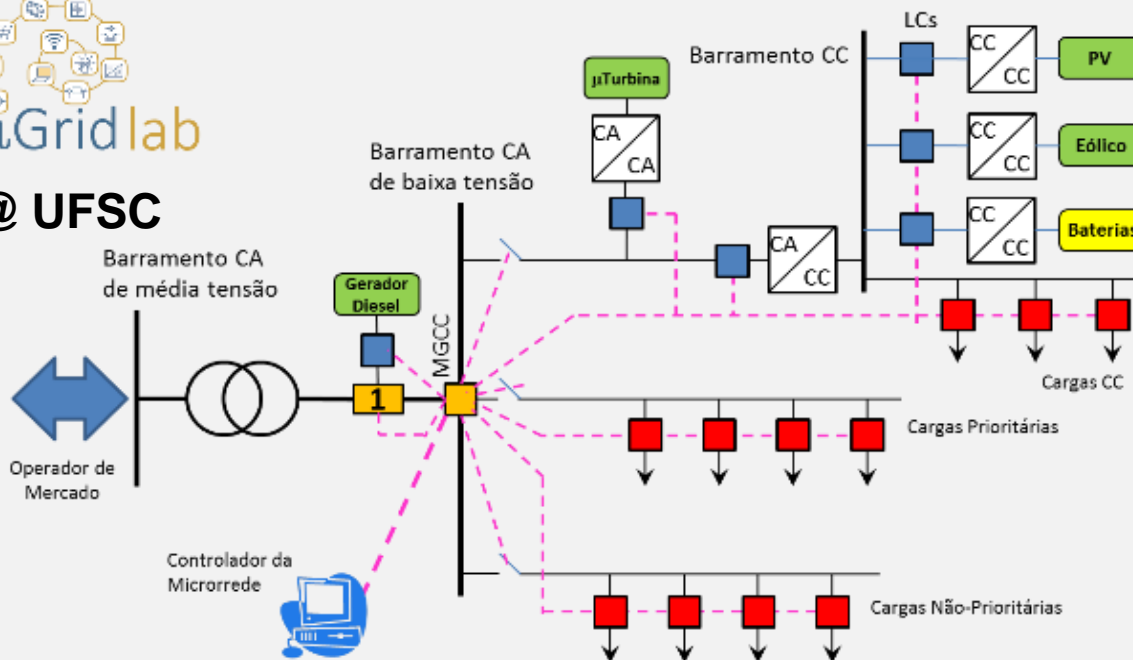 Grid lab
@ UFSC
Barramento CA
de média tensão
Operador de
Mercado
Gerador
Diesel
1
MGCC
Controlador da
Microrrede
Barramento CA
de baixa tensão
µTurbina
CA
CA
CA
CC
Barramento CC
LCs
CC
CC
PV
CC
CC
Eólico
CC
CC
Baterias
Cargas CC
Cargas Prioritárias
Cargas Não-Prioritárias